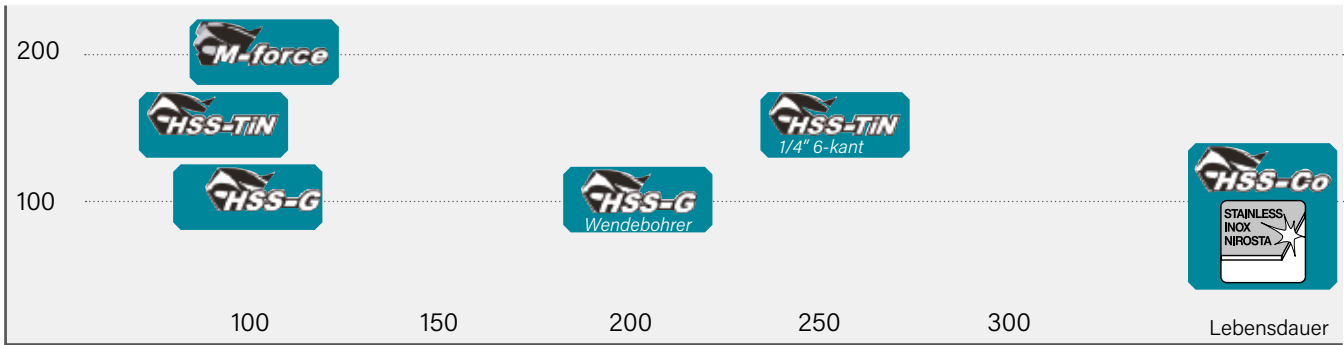 200
M-force
HSS-TiN
HSS-TiN
1/4“ 6-kant
HSS-Co
STAINLESS
INOX
NIROSTA
100
HSS-G
HSS-G
Wendebohrer
100
150
200
250
300
Lebensdauer